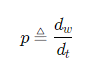 p ≜ d_w / d_t